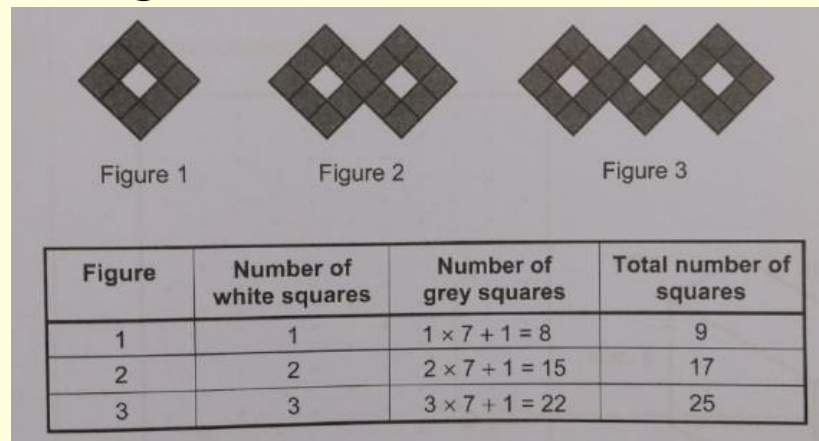 Figure 1 Figure 2 Figure 3
Figure Number of white squares Number of grey squares Total number of squares
1 1 1 × 7 + 1 = 8 9
2 2 2 × 7 + 1 = 15 17
3 3 3 × 7 + 1 = 22 25